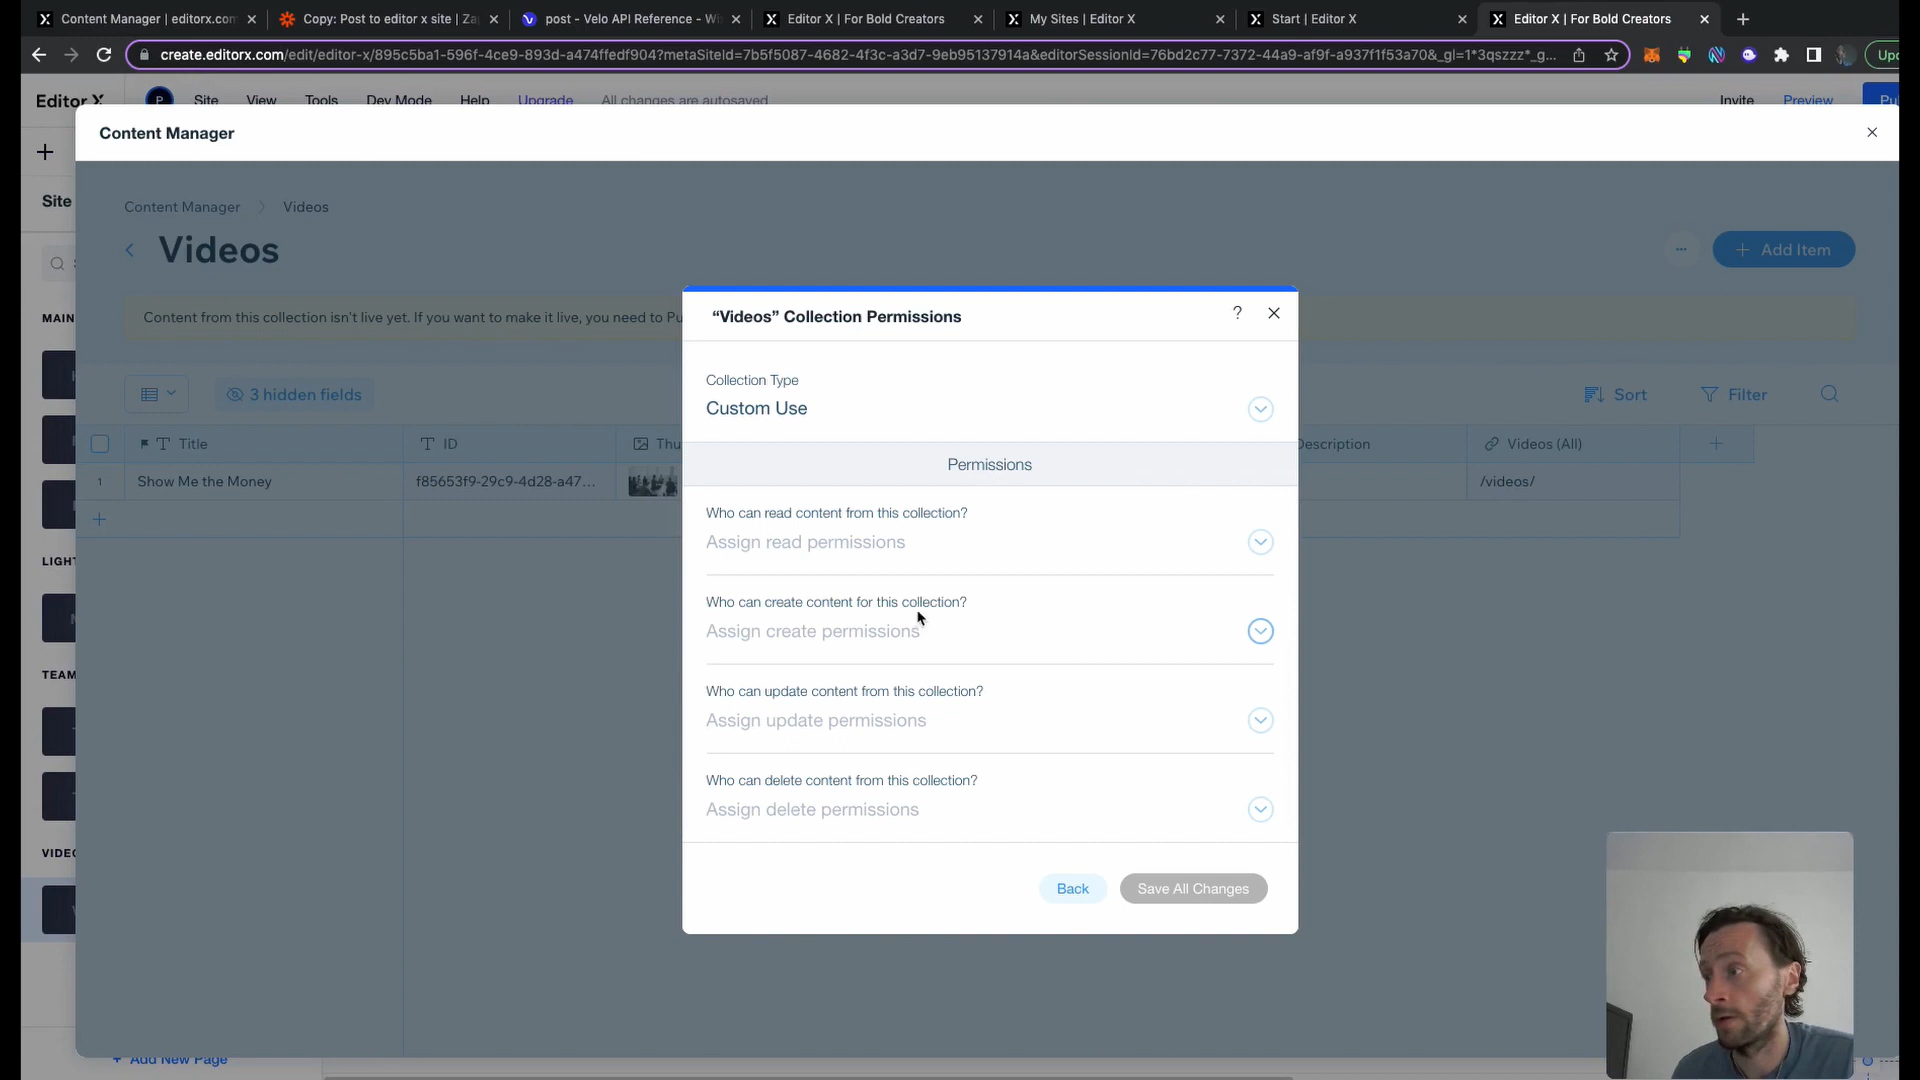 Content Manager | editorx.com
Copy: Post to editor x site | Za
post - Velo API Reference - Wi
Editor X | For Bold Creators
My Sites | Editor X
Start | Editor X
Editor X | For Bold Creators
create.editorx.com/edit/editor-x/895c5ba1-596f-4ce9-893d-a474ffedf904?metaSiteId=7b5f5087-4682-4f3c-a3d7-9eb95137914a&editorSessionId=76bd2c77-7372-44a9-af9f-a937f1f53a70&_gl=1*3qszzz*_g...
Upd
Editor X
P
Site
View
Tools
Dev Mode
Help
Upgrade
All changes are autosaved
Invite
Preview
Pu
Content Manager
Site
Content Manager > Videos
Videos
+ Add Item
MAIN
Content from this collection isn't live yet. If you want to make it live, you need to Pu
3 hidden fields
Sort
Filter
Title
ID
Thu
Description
Videos (All)
1
Show Me the Money
f85653f9-29c9-4d28-a47...
/videos/
LIGH
TEAM
VIDEO
+ Add New Page
“Videos” Collection Permissions
?
Collection Type
Custom Use
Permissions
Who can read content from this collection?
Assign read permissions
Who can create content for this collection?
Assign create permissions
Who can update content from this collection?
Assign update permissions
Who can delete content from this collection?
Assign delete permissions
Back
Save All Changes